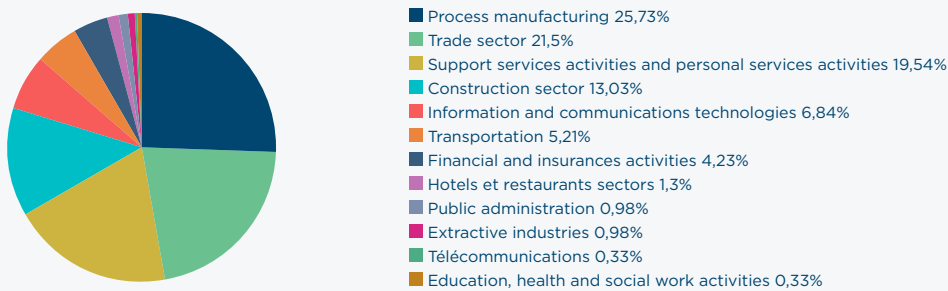 Process manufacturing 25,73%
Trade sector 21,5%
Support services activities and personal services activities 19,54%
Construction sector 13,03%
Information and communications technologies 6,84%
Transportation 5,21%
Financial and insurances activities 4,23%
Hotels et restaurants sectors 1,3%
Public administration 0,98%
Extractive industries 0,98%
Télécommunications 0,33%
Education, health and social work activities 0,33%